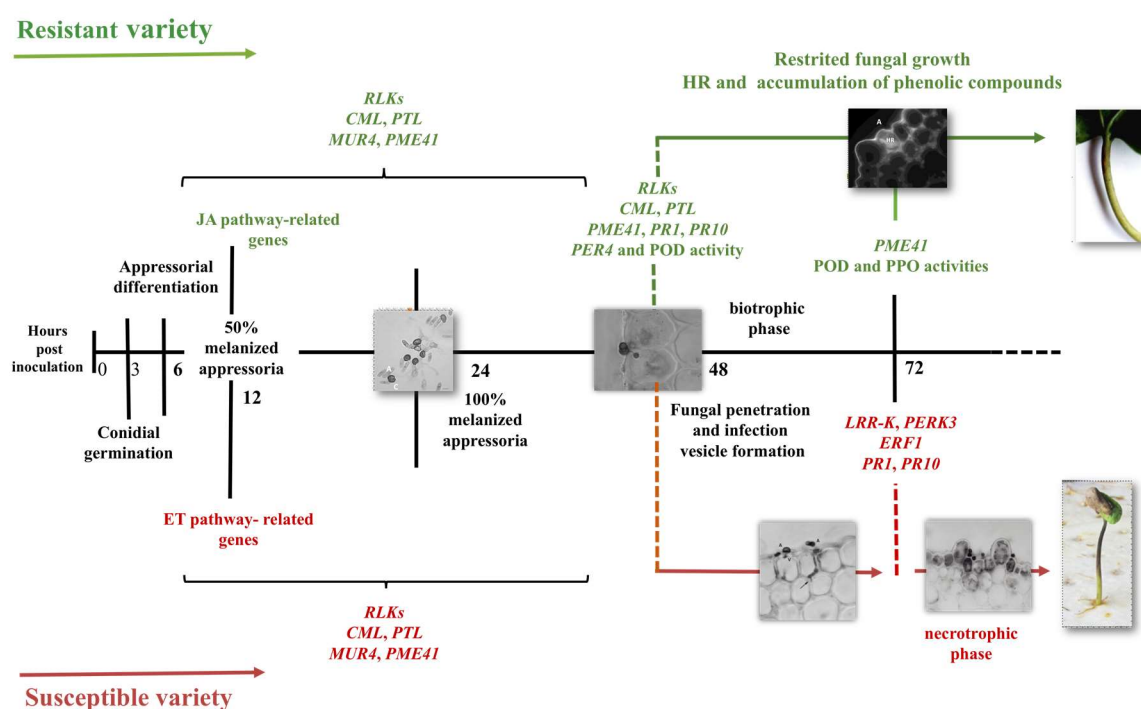 Resistant variety
Restrited fungal growth
HR and accumulation of phenolic compounds
RLKs
CML, PTL
MUR4, PME41
A
HR
RLKs
CML, PTL
PME41, PR1, PR10
PER4 and POD activity
JA pathway-related
genes
PME41
POD and PPO activities
Appressorial
differentiation
Hours
post
inoculation
0
3
6
50%
melanized
appressoria
12
A
C
24
100%
melanized
appressoria
48
biotrophic
phase
72
Conidial
germination
Fungal penetration
and infection
vesicle formation
LRR-K, PERK3
ERF1
PR1, PR10
ET pathway- related
genes
A
A
RLKs
CML, PTL
MUR4, PME41
necrotrophic
phase
Susceptible variety